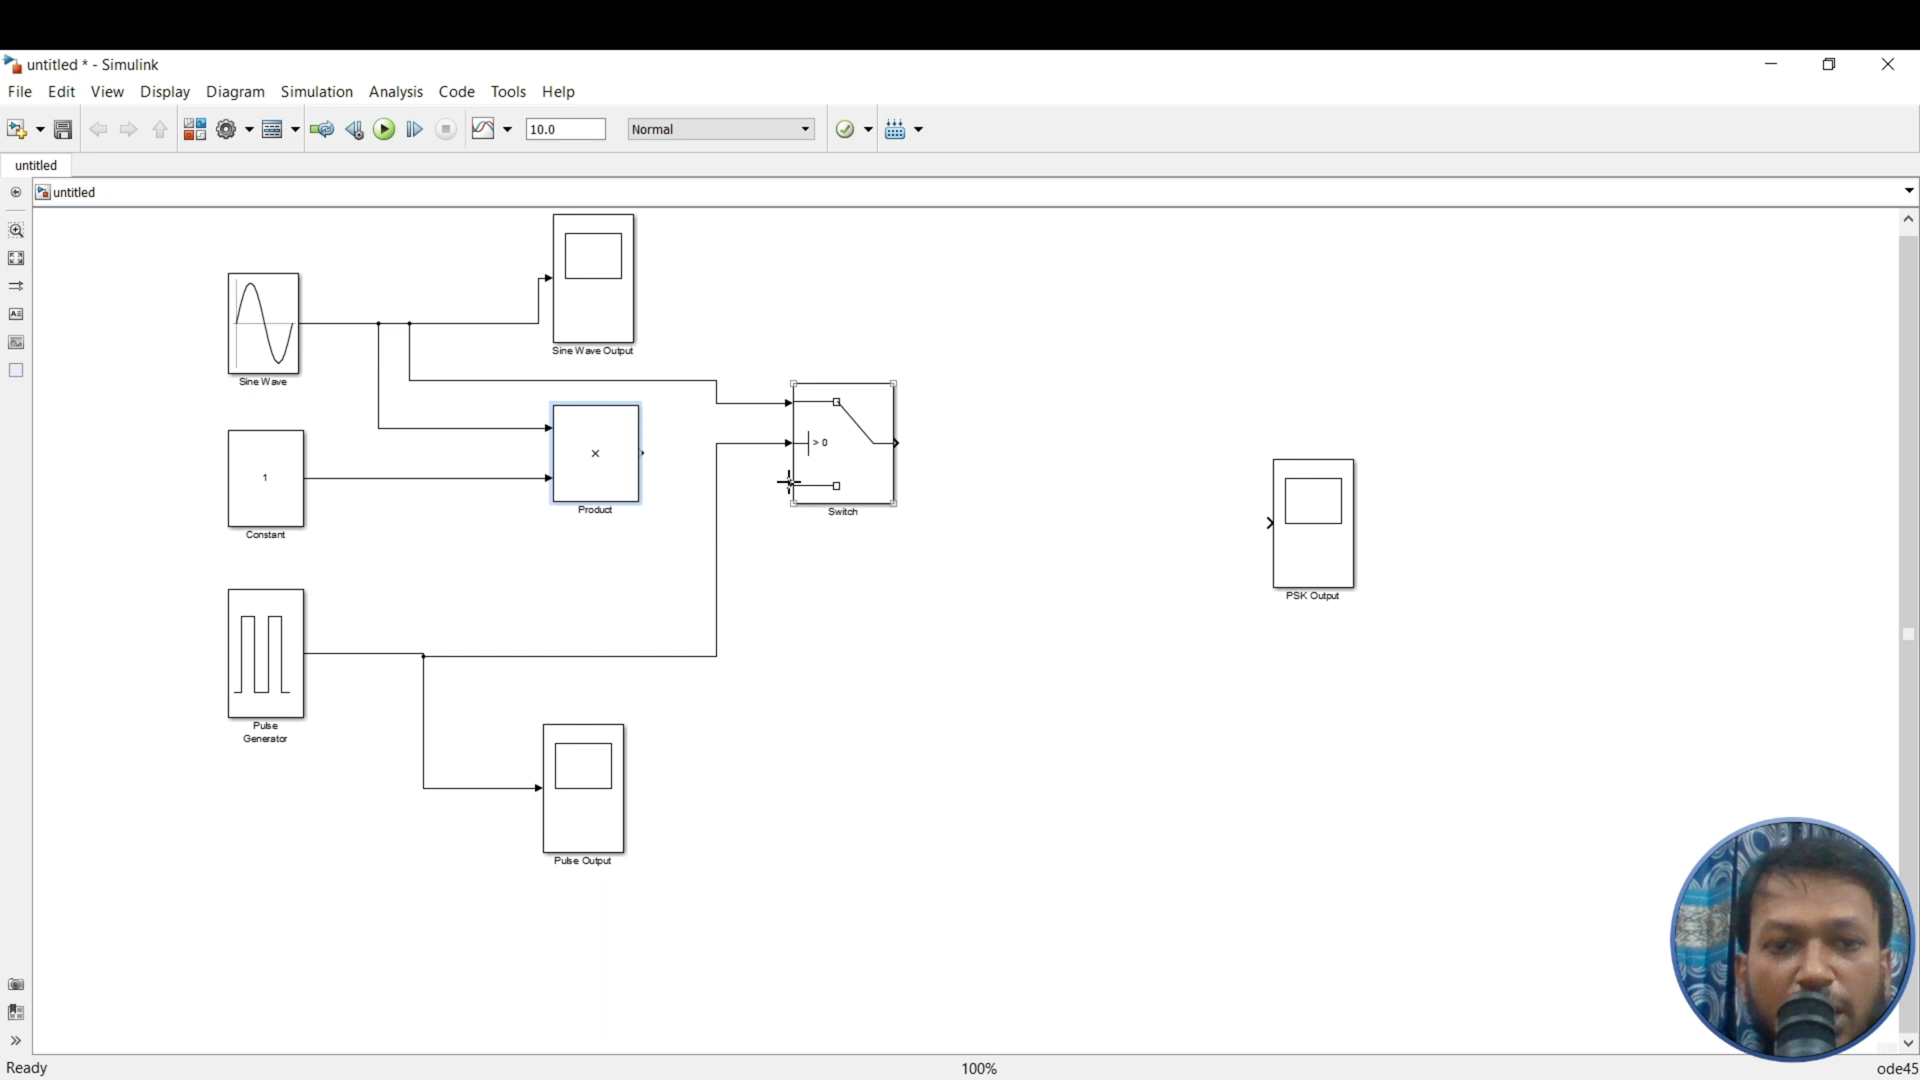 untitled * - Simulink
File Edit View Display Diagram Simulation Analysis Code Tools Help
10.0 Normal
untitled
untitled
Sine Wave Output
Sine Wave
> 0
×
1
Product
Switch
Constant
PSK Output
Pulse
Generator
Pulse Output
Ready 100% ode45